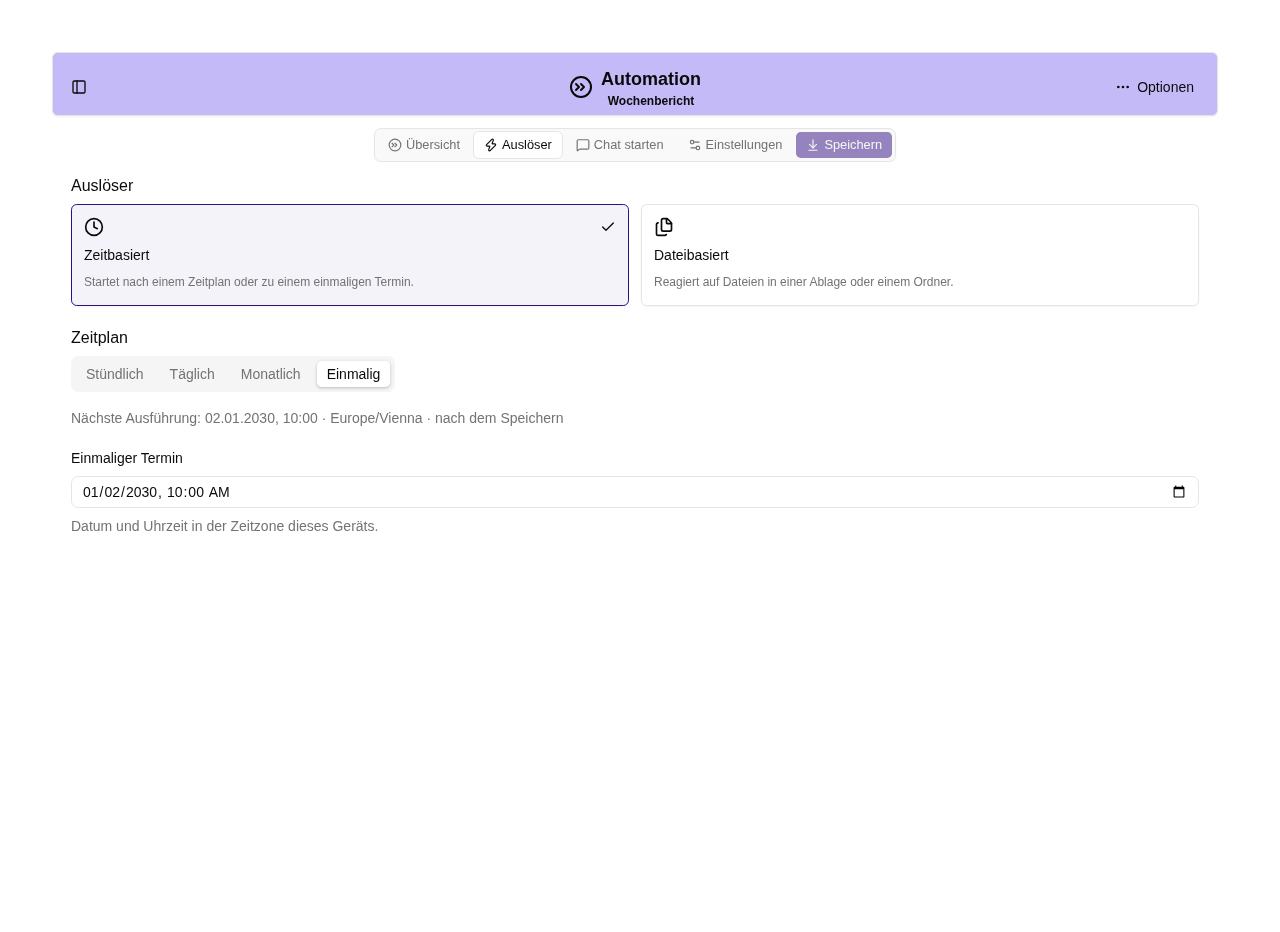 Automation
Wochenbericht
Optionen
Übersicht Auslöser Chat starten Einstellungen Speichern
Auslöser
Zeitbasiert
Startet nach einem Zeitplan oder zu einem einmaligen Termin.
Dateibasiert
Reagiert auf Dateien in einer Ablage oder einem Ordner.
Zeitplan
Stündlich Täglich Monatlich Einmalig
Nächste Ausführung: 02.01.2030, 10:00 · Europe/Vienna · nach dem Speichern
Einmaliger Termin
01/02/2030, 10:00 AM
Datum und Uhrzeit in der Zeitzone dieses Geräts.